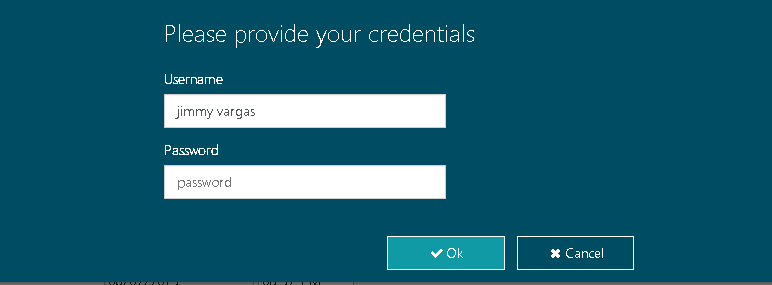 Please provide your credentials
Username
jimmy vargas
Password
password
Ok
Cancel